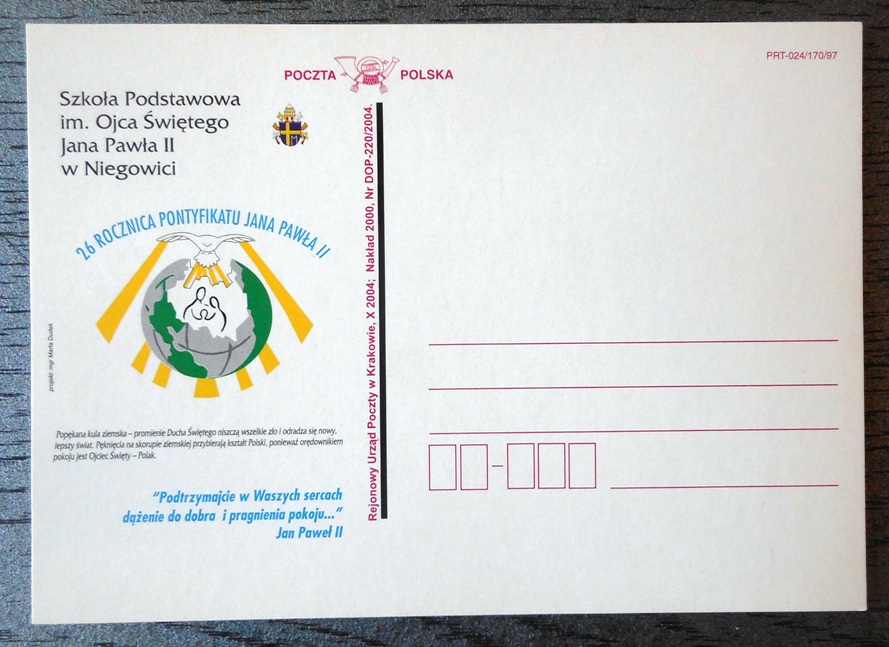 POCZTA POLSKA
PRT-024/170/97
Szkoła Podstawowa
im. Ojca Świętego
Jana Pawła II
w Niegowici
26 ROCZNICA PONTYFIKATU JANA PAWŁA II
projekt: mgr Marta Dudek
Popękana kula ziemska – promienie Ducha Świętego niszczą wszelkie zło i odradza się nowy,
lepszy świat. Pęknięcia na skorupie ziemskiej przybierają kształt Polski, ponieważ orędownikiem
pokoju jest Ojciec Święty – Polak.
“Podtrzymajcie w Waszych sercach
dążenie do dobra i pragnienia pokoju...”
Jan Paweł II
Rejonowy Urząd Poczty w Krakowie, X 2004; Nakład 2000, Nr DOP-220/2004.